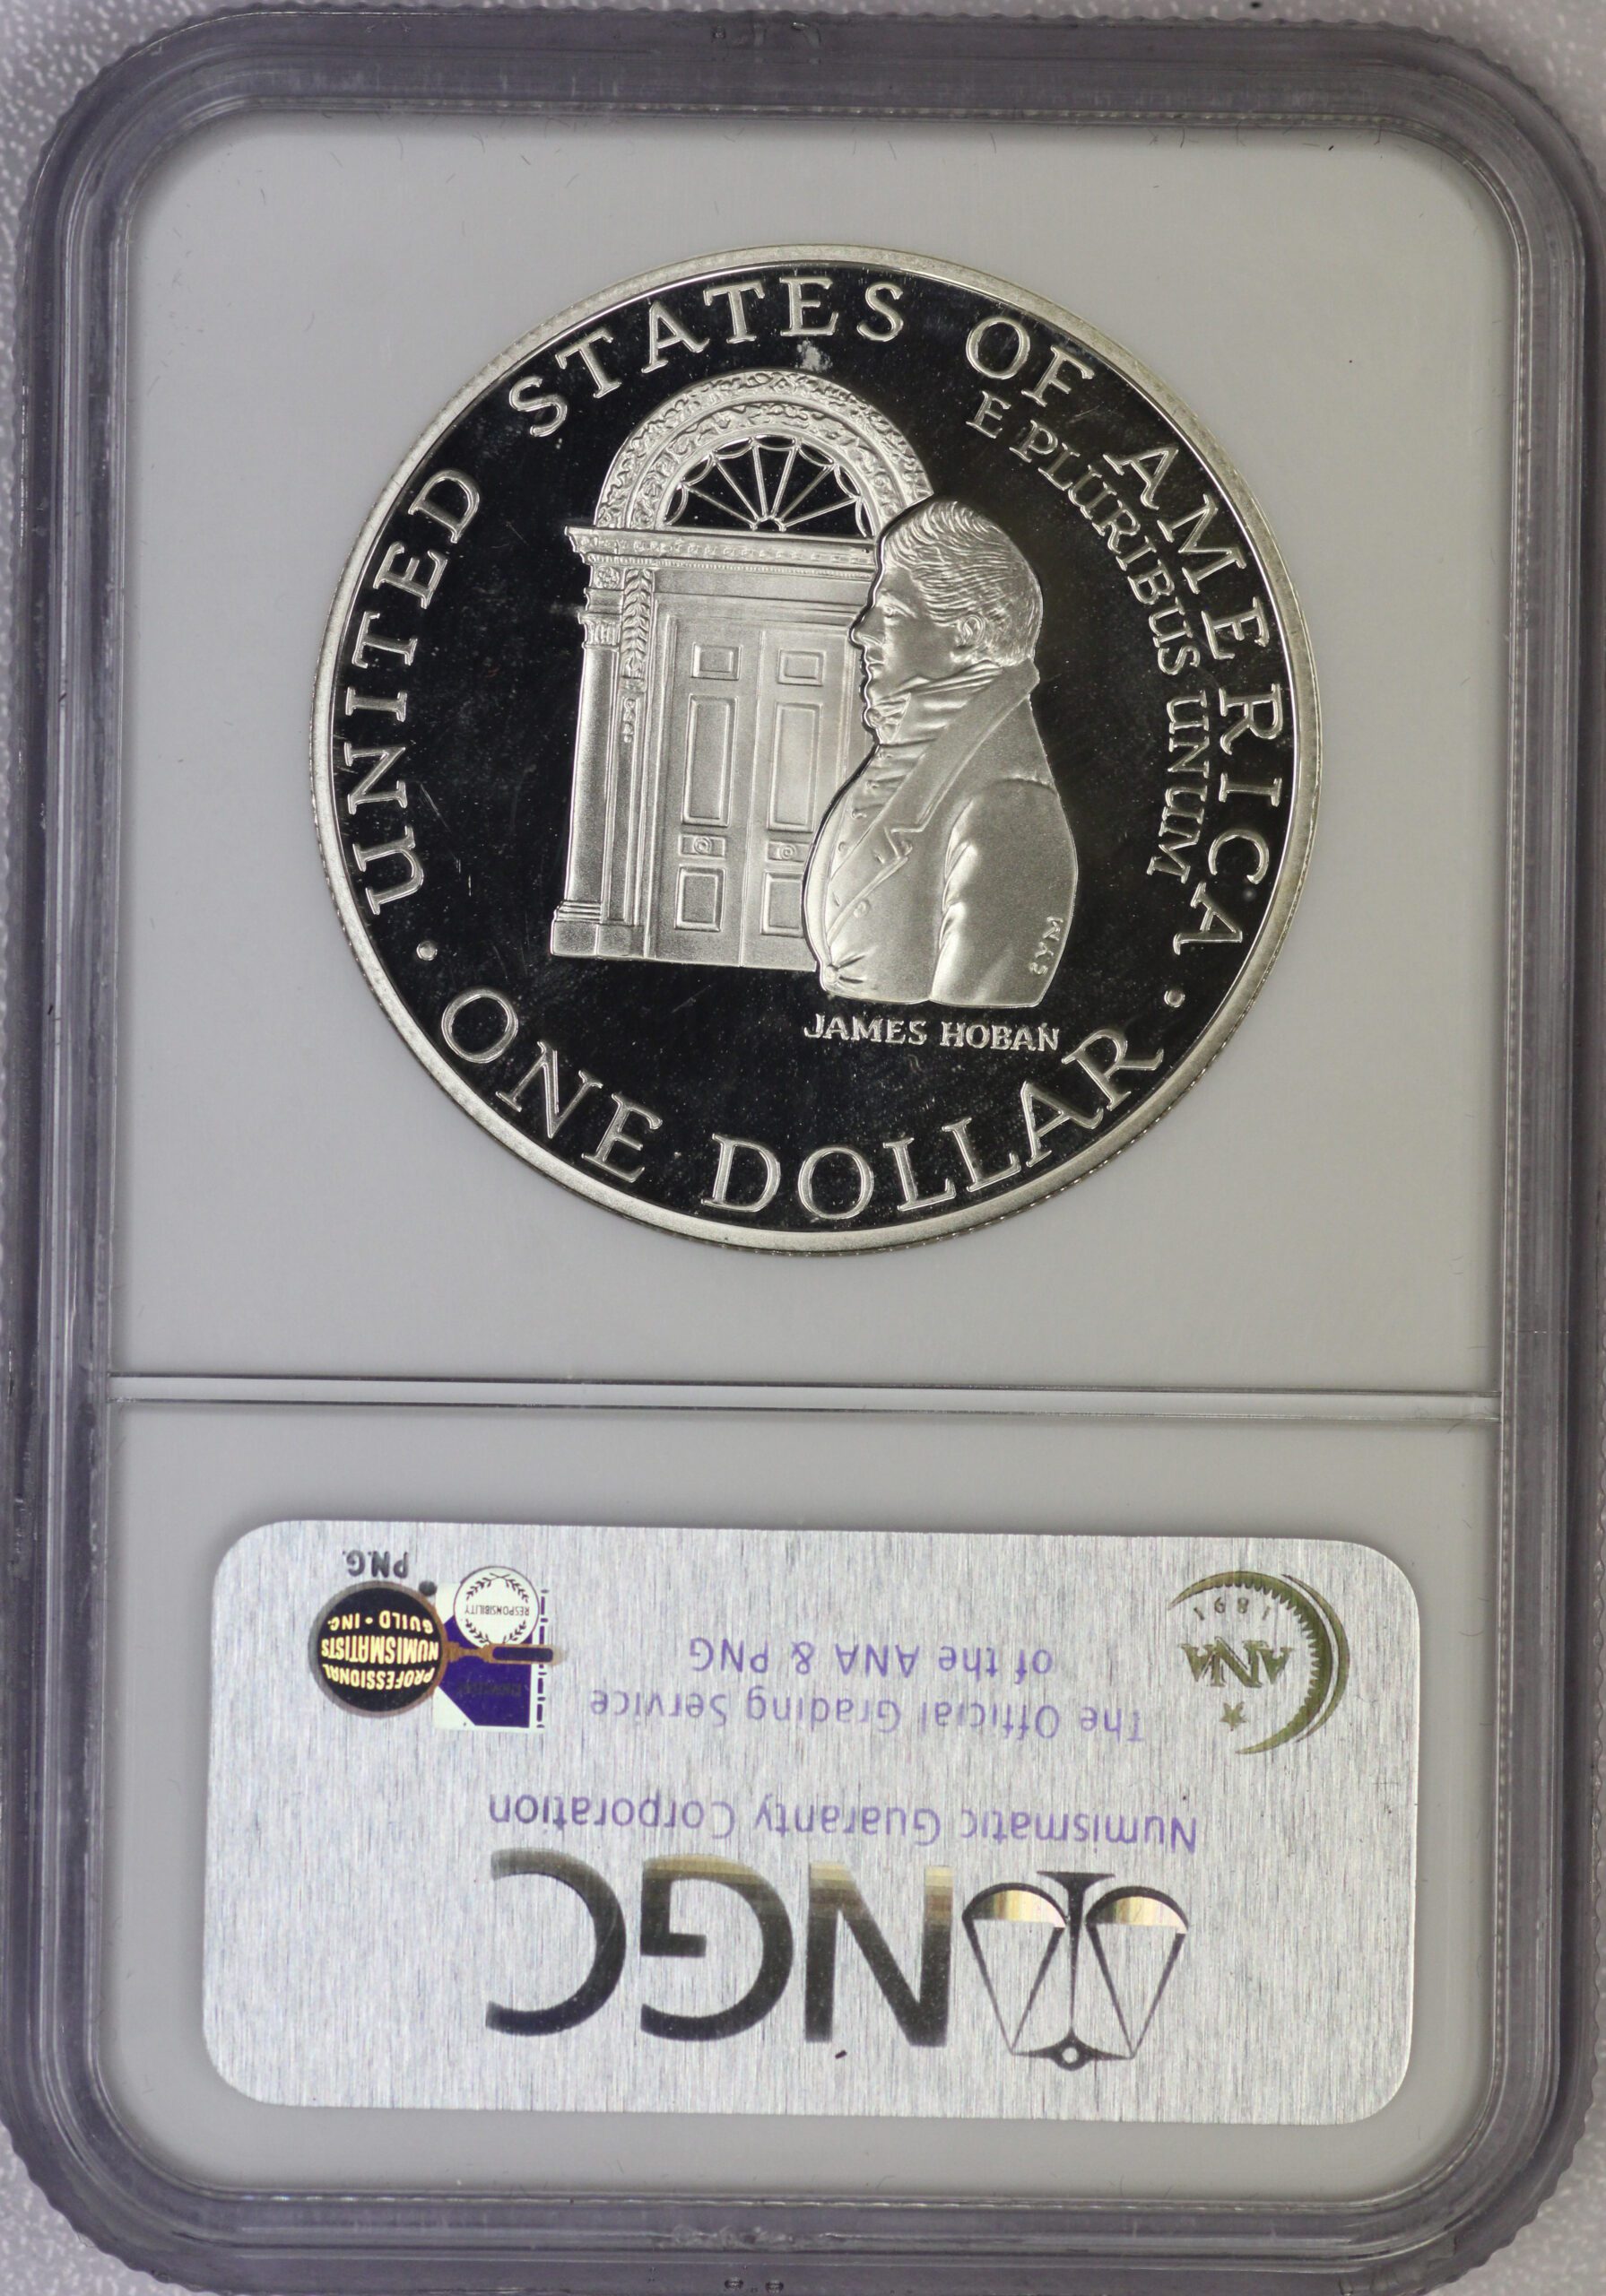 UNITED STATES OF AMERICA
E PLURIBUS UNUM
WKS
JAMES HOBAN
· ONE DOLLAR ·
NGC
Numismatic Guaranty Corporation
The Official Grading Service
of the ANA & PNG
ANA
1891
PROFESSIONAL
NUMISMATISTS
GUILD • INC.
P.N.G.
RESPONSIBILITY